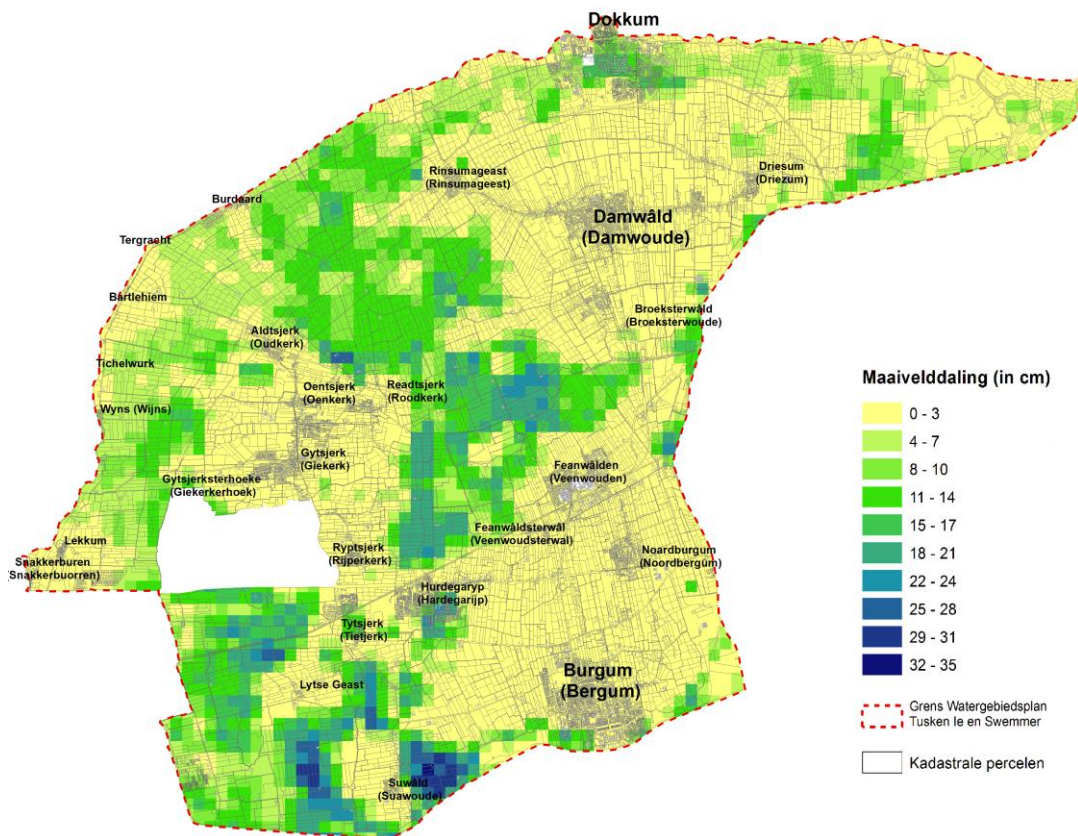 Dokkum
Driesum
(Driezum)
Rinsumageast
(Rinsumageest)
Burdaard
Damwâld
(Damwoude)
Tergracht
Bartlehiem
Broeksterwâld
(Broeksterwoude)
Aldtsjerk
(Oudkerk)
Tichelwurk
Oentsjerk
(Oenkerk)
Readtsjerk
(Roodkerk)
Wyns (Wijns)
Gytsjerk
(Giekerk)
Feanwâlden
(Veenwouden)
Gytsjerksterhoeke
(Giekerkerhoek)
Feanwâldsterwâl
(Veenwoudsterwal)
Lekkum
Ryptsjerk
(Rijperkerk)
Noardburgum
(Noordbergum)
Snakkerburen
(Snakkerbuorren)
Hurdegaryp
(Hardegarijp)
Tytsjerk
(Tietjerk)
Lytse Geast
Burgum
(Bergum)
Suwâld
(Suawoude)
Maaivelddaling (in cm)
0 - 3
4 - 7
8 - 10
11 - 14
15 - 17
18 - 21
22 - 24
25 - 28
29 - 31
32 - 35
Grens Watergebiedsplan
Tusken Ie en Swemmer
Kadastrale percelen